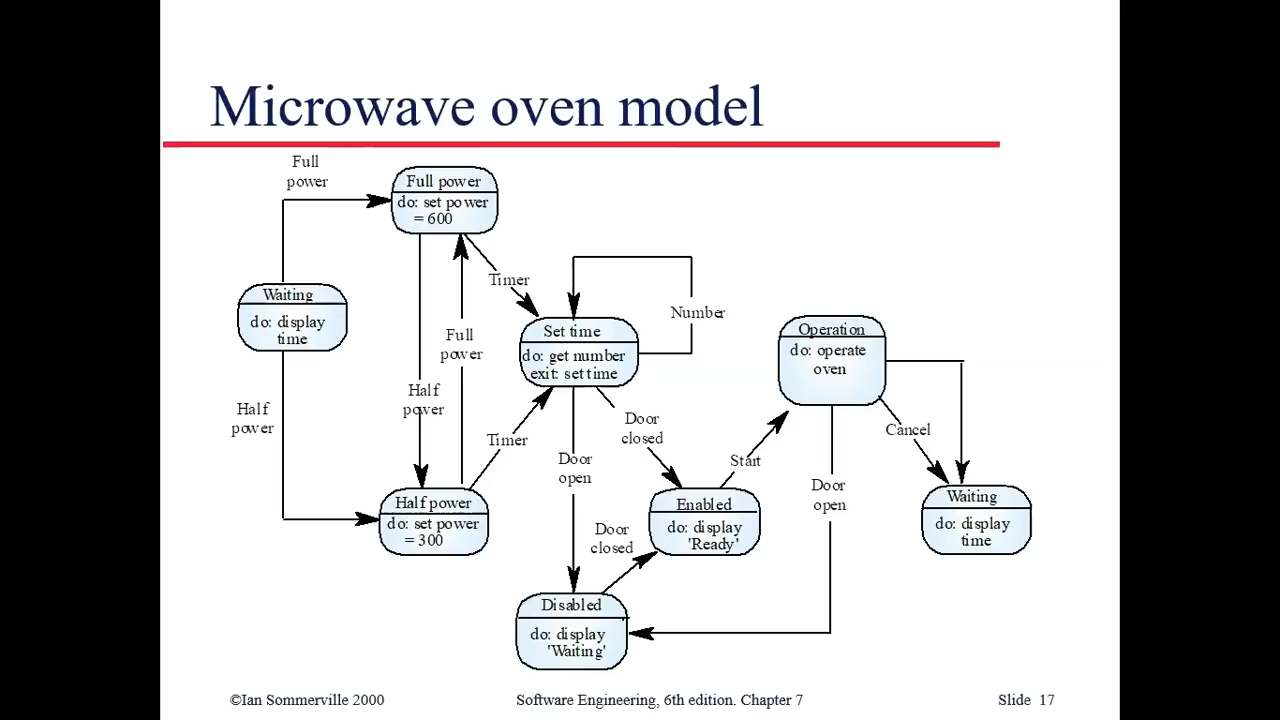 Microwave oven model
Full
power
Full power
do: set power
= 600
Timer
Waiting
do: display
time
Number
Full
power
Set time
do: get number
exit: set time
Operation
do: operate
oven
Half
power
Half
power
Door
closed
Cancel
Timer
Door
open
Start
Door
open
Half power
do: set power
= 300
Enabled
do: display
'Ready'
Waiting
do: display
time
Door
closed
Disabled
do: display
'Waiting'
©Ian Sommerville 2000
Software Engineering, 6th edition. Chapter 7
Slide 17